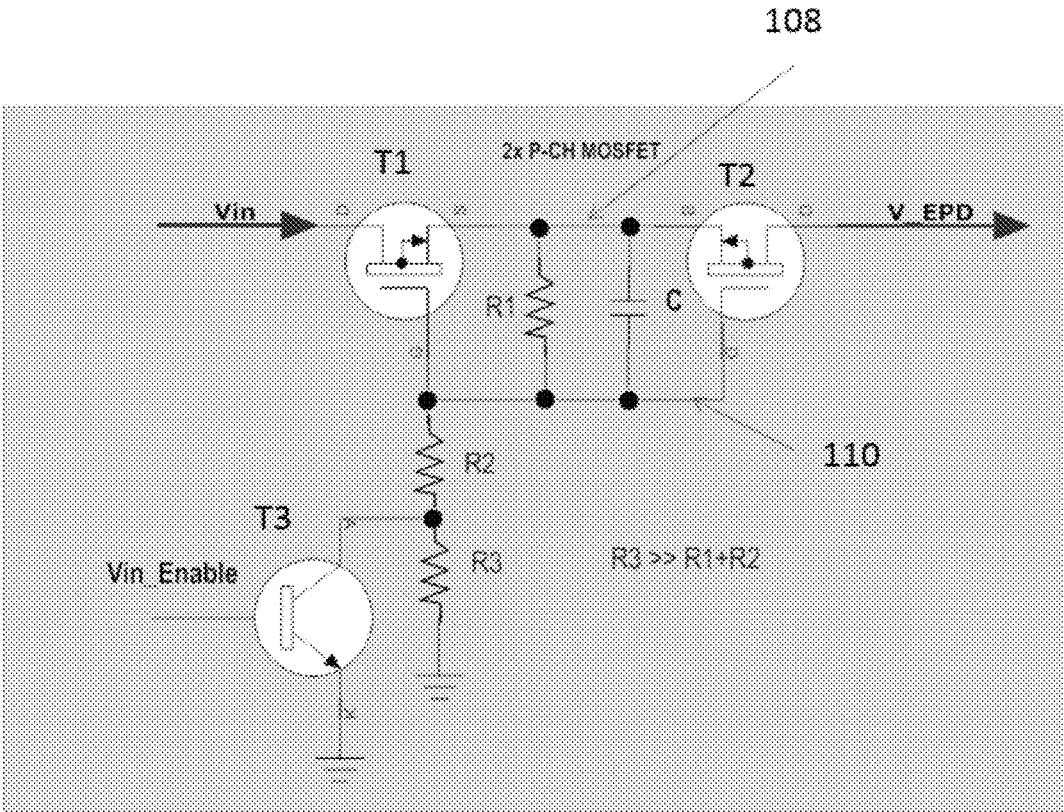 108
2x P-CH MOSFET
T1
T2
Vin
V_EPD
R1
C
110
R2
T3
R3
R3 >> R1+R2
Vin_Enable